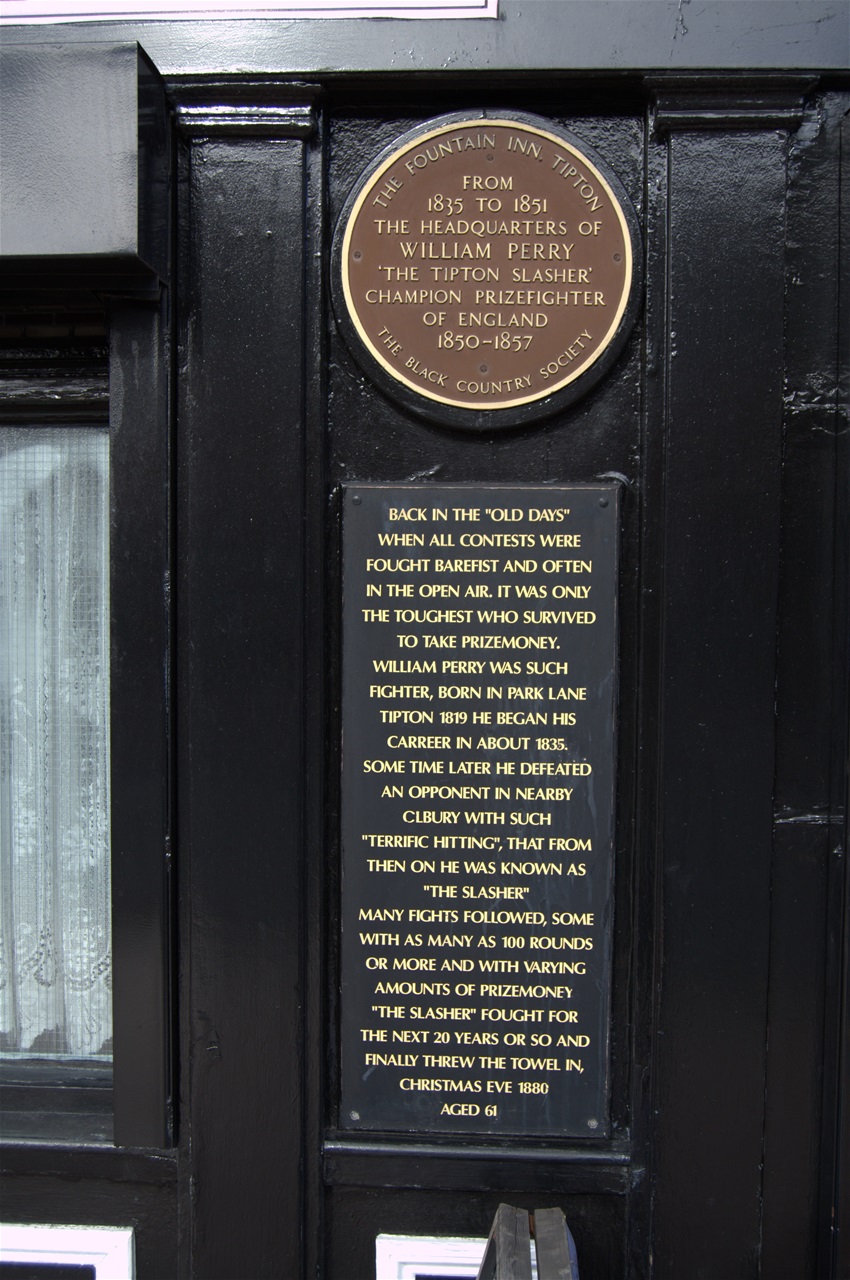 THE FOUNTAIN INN. TIPTON
FROM
1835 TO 1851
THE HEADQUARTERS OF
WILLIAM PERRY
'THE TIPTON SLASHER'
CHAMPION PRIZEFIGHTER
OF ENGLAND
1850-1857
THE BLACK COUNTRY SOCIETY
BACK IN THE "OLD DAYS"
WHEN ALL CONTESTS WERE
FOUGHT BAREFIST AND OFTEN
IN THE OPEN AIR. IT WAS ONLY
THE TOUGHEST WHO SURVIVED
TO TAKE PRIZEMONEY.
WILLIAM PERRY WAS SUCH
FIGHTER, BORN IN PARK LANE
TIPTON 1819 HE BEGAN HIS
CARREER IN ABOUT 1835.
SOME TIME LATER HE DEFEATED
AN OPPONENT IN NEARBY
CLBURY WITH SUCH
"TERRIFIC HITTING", THAT FROM
THEN ON HE WAS KNOWN AS
"THE SLASHER"
MANY FIGHTS FOLLOWED, SOME
WITH AS MANY AS 100 ROUNDS
OR MORE AND WITH VARYING
AMOUNTS OF PRIZEMONEY
"THE SLASHER" FOUGHT FOR
THE NEXT 20 YEARS OR SO AND
FINALLY THREW THE TOWEL IN,
CHRISTMAS EVE 1880
AGED 61